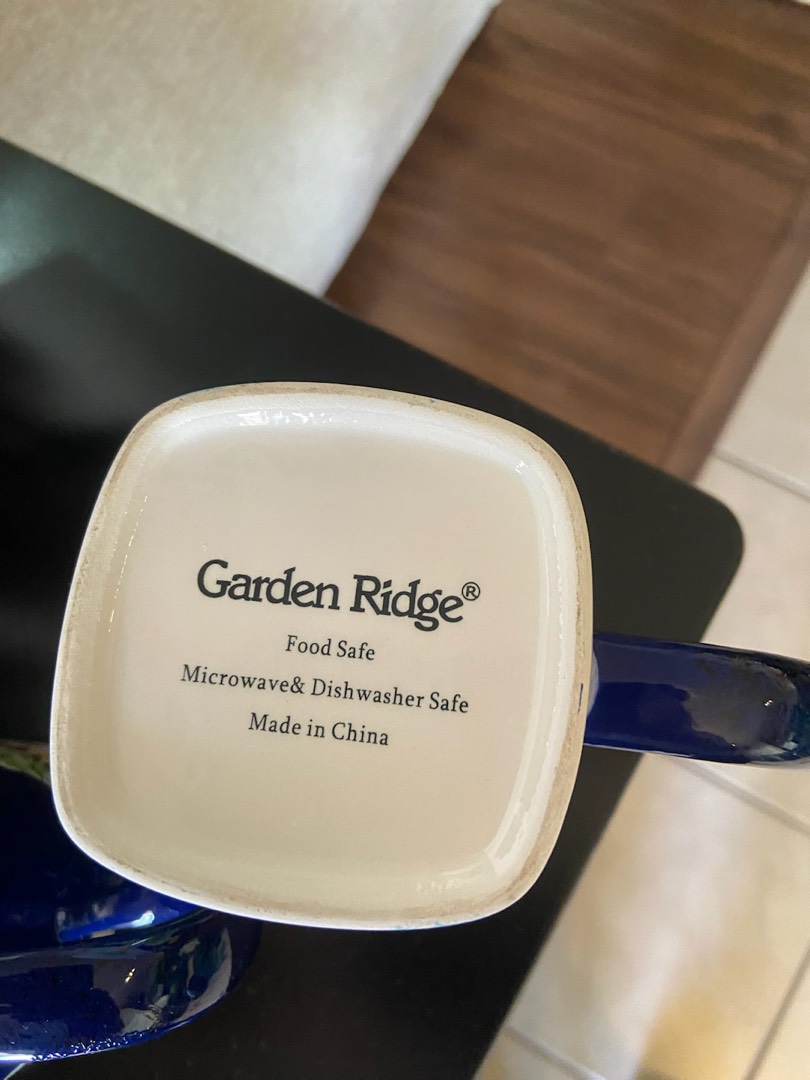 Garden Ridge®
Food Safe
Microwave& Dishwasher Safe
Made in China